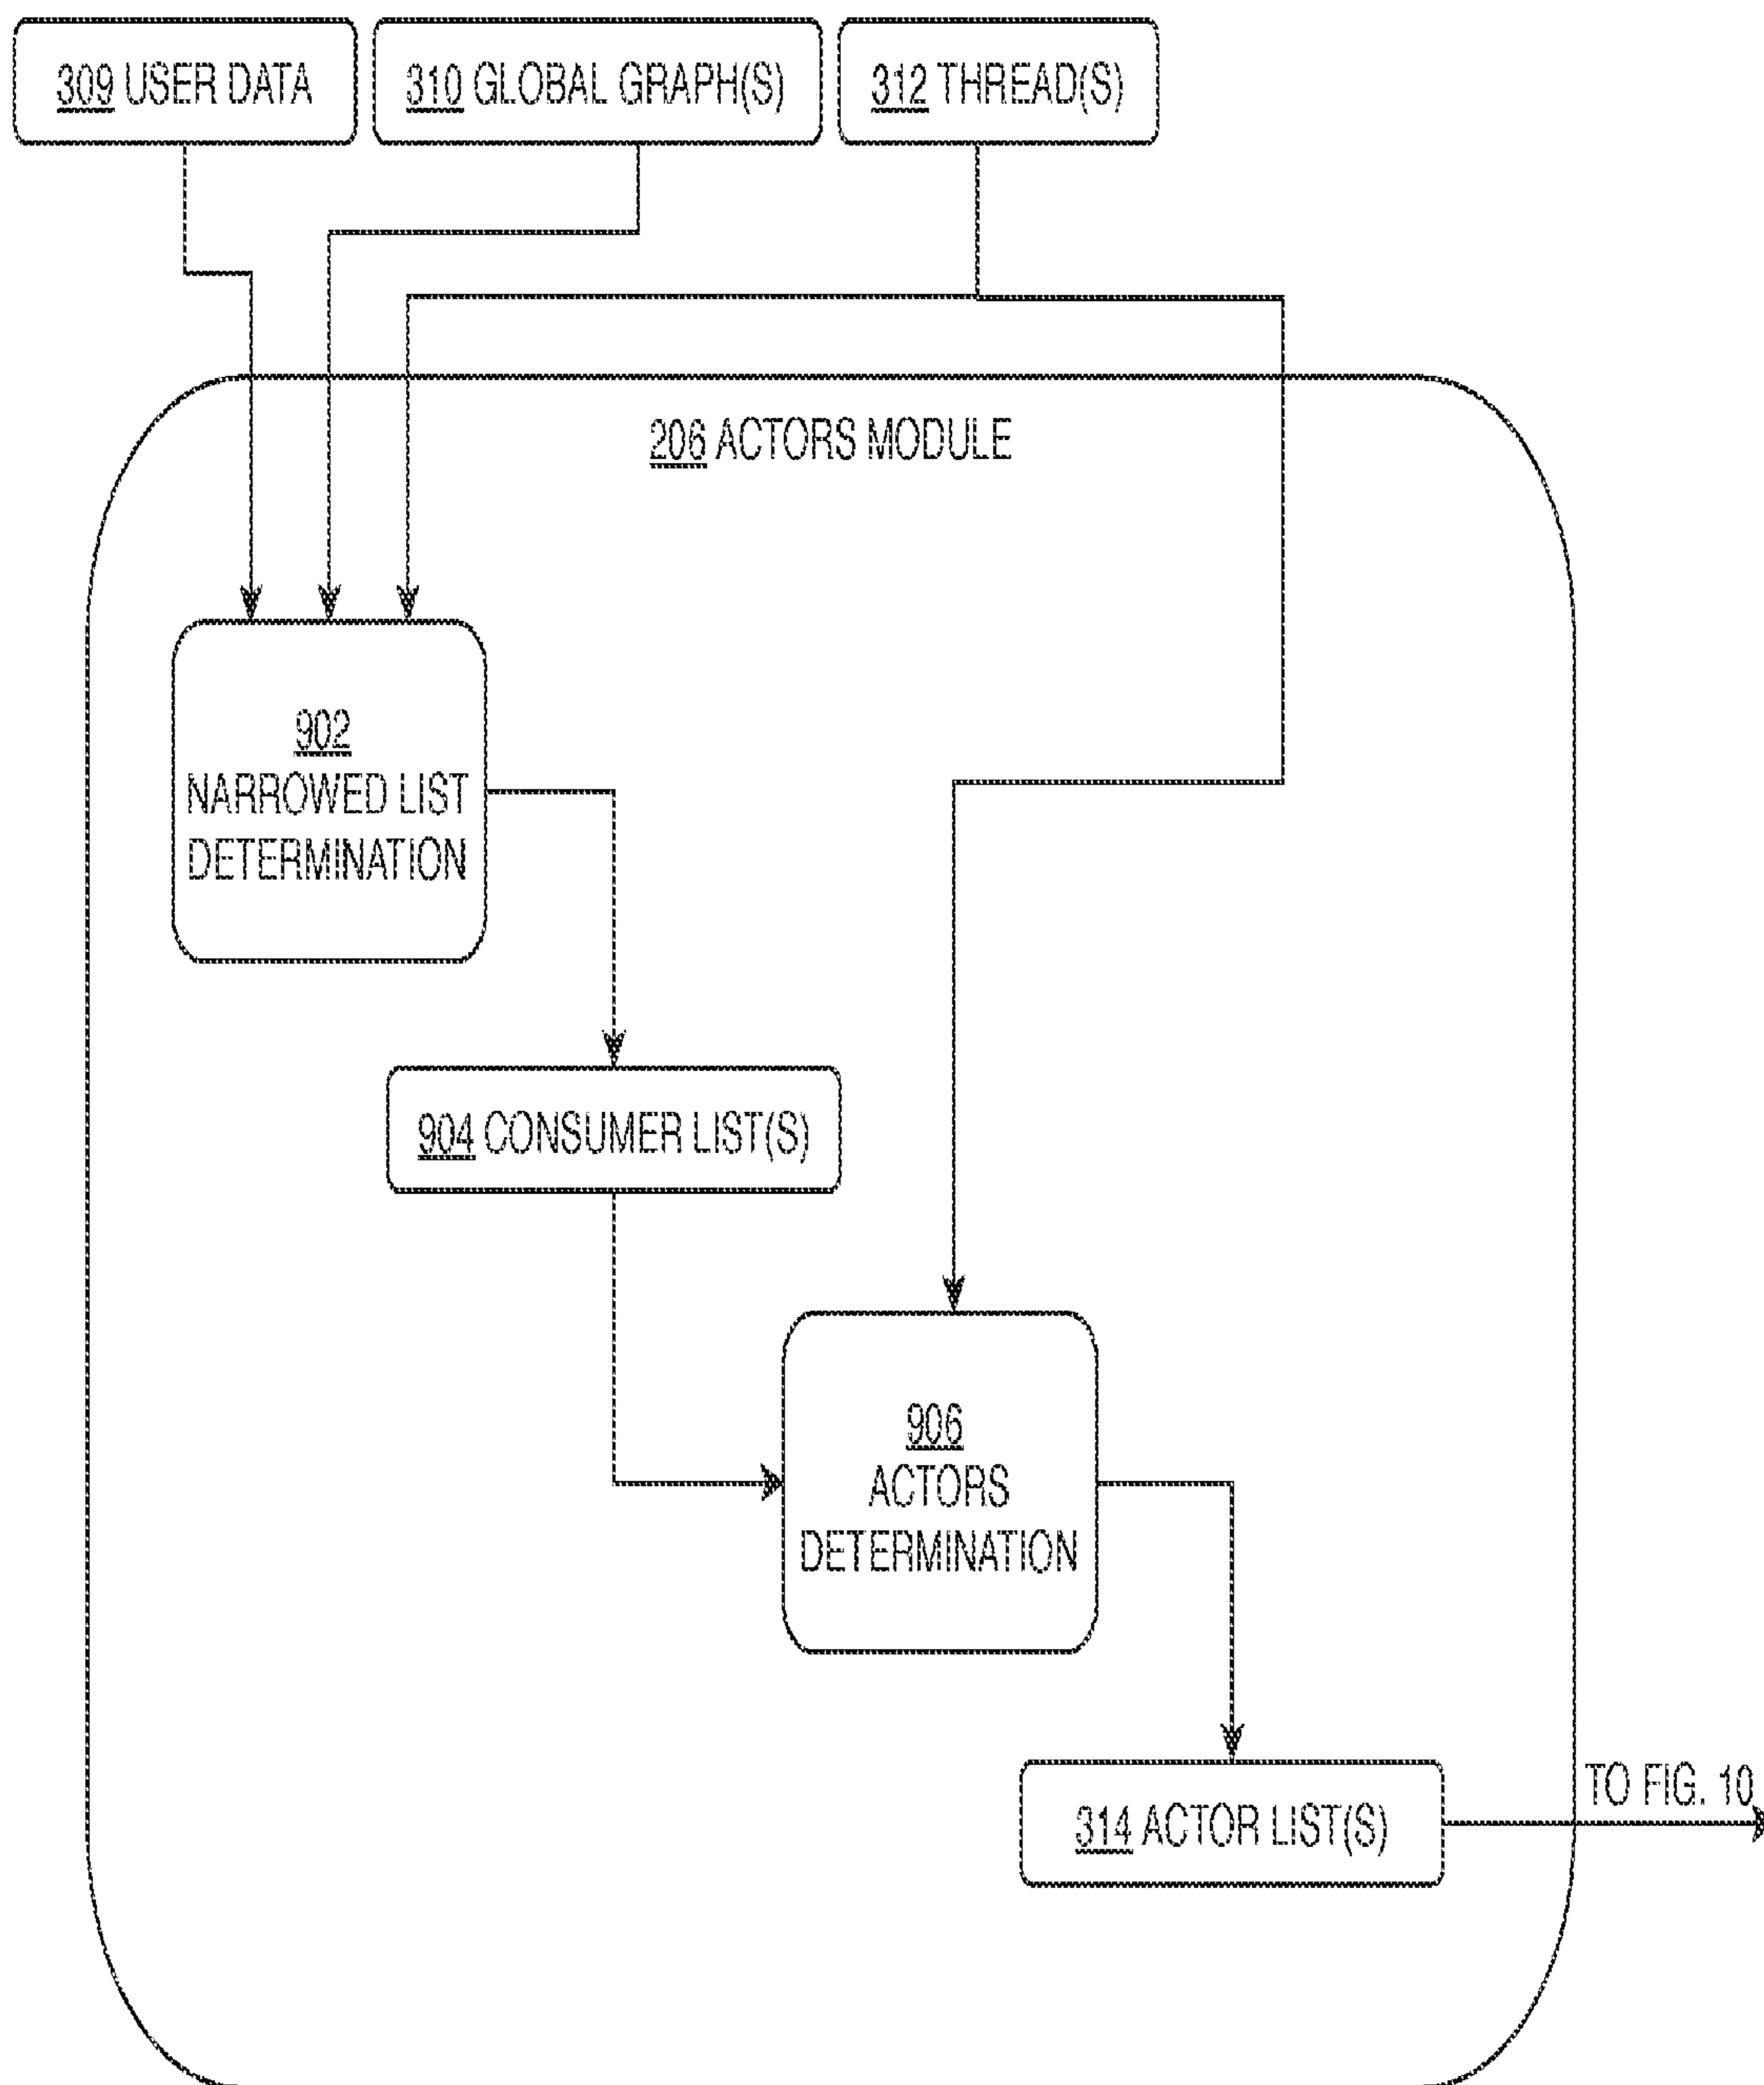 309 USER DATA
310 GLOBAL GRAPH(S)
312 THREAD(S)
206 ACTORS MODULE
902
NARROWED LIST
DETERMINATION
904 CONSUMER LIST(S)
906
ACTORS
DETERMINATION
TO FIG. 10
314 ACTOR LIST(S)